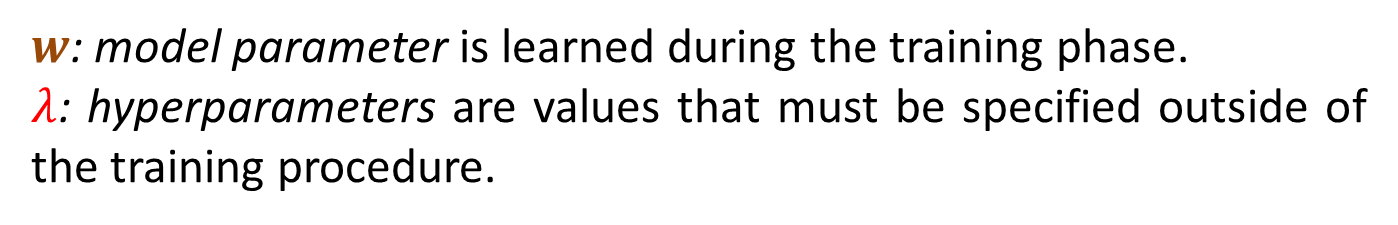 w: model parameter is learned during the training phase.
λ: hyperparameters are values that must be specified outside of
the training procedure.